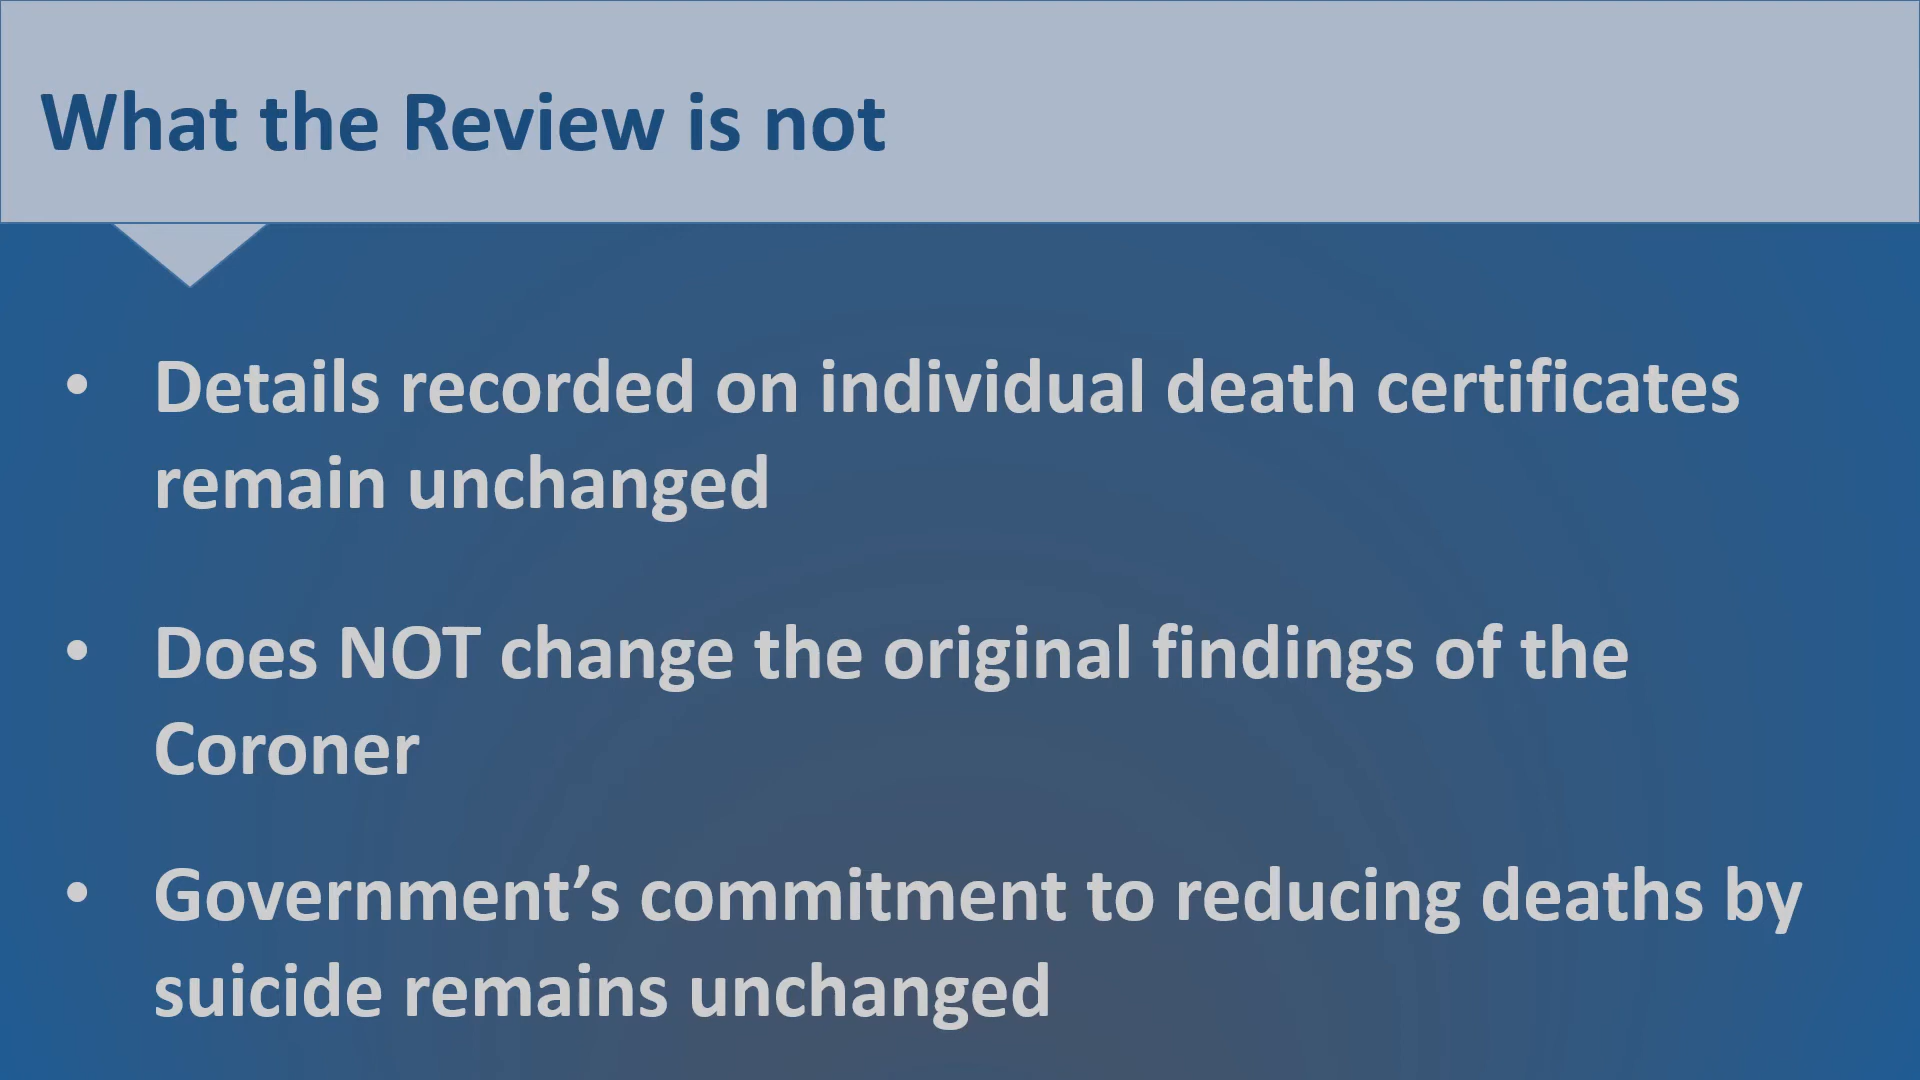 What the Review is not
• Details recorded on individual death certificates
remain unchanged
• Does NOT change the original findings of the
Coroner
• Government’s commitment to reducing deaths by
suicide remains unchanged